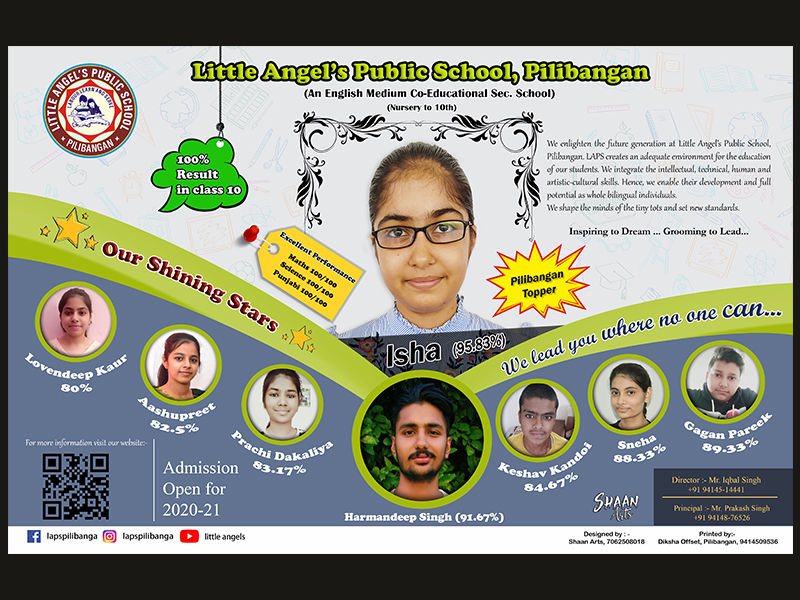 Little Angel's Public School, Pilibangan
(An English Medium Co-Educational Sec. School)
(Nursery to 10th)
LITTLE ANGEL'S PUBLIC SCHOOL
PILIBANGAN
100%
Result
in class 10
We enlighten the future generation at Little Angel's Public School,
Pilibangan. LAPS creates an adequate environment for the education
of our students. We integrate the intellectual, technical, human and
artistic-cultural skills. Hence, we enable their development and full
potential as whole bilingual individuals.
We shape the minds of the tiny tots and set new standards.
Inspiring to Dream ... Grooming to Lead...
Excellent Performance
Maths 100/100
Science 100/100
Punjabi 100/100
Pilibangan
Topper
Our Shining Stars
Isha (95.83%)
We lead you where no one can...
Lovendeep Kaur
80%
Aashupreet
82.5%
Prachi Dakaliya
83.17%
Harmandeep Singh (91.67%)
Keshav Kandoi
84.67%
Sneha
88.33%
Gagan Pareek
89.33%
For more information visit our website:-
Admission
Open for
2020-21
SHAAN
Arts
Director :- Mr. Iqbal Singh
+91 94145-14441
Principal :- Mr. Prakash Singh
+91 94148-76526
lapspilibanga
lapspilibanga
little angels
Designed by : -
Shaan Arts, 7062508018
Printed by:-
Diksha Offset, Pilibangan, 9414509536